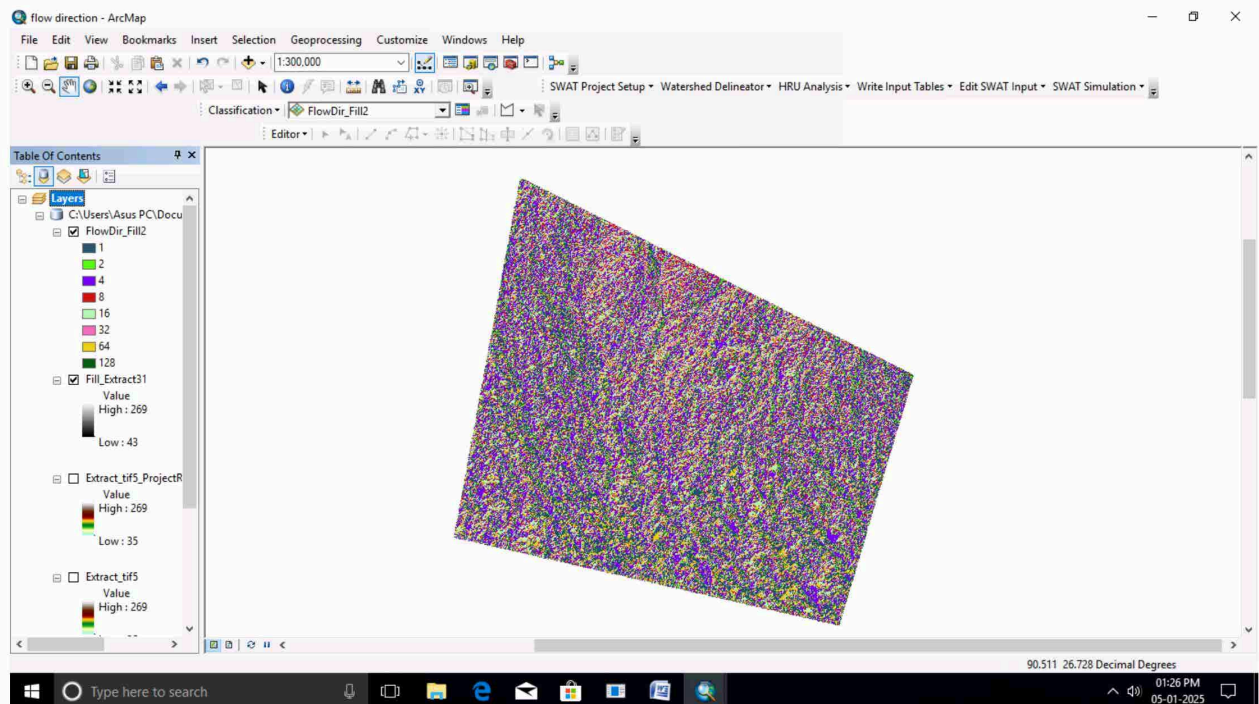 flow direction - ArcMap
File Edit View Bookmarks Insert Selection Geoprocessing Customize Windows Help
1:300,000
SWAT Project Setup Watershed Delineator HRU Analysis Write Input Tables Edit SWAT Input SWAT Simulation
Classification FlowDir_Fill2
Editor
Table Of Contents
Layers
C:\Users\Asus PC\Docu
FlowDir_Fill2
1
2
4
8
16
32
64
128
Fill_Extract31
Value
High : 269
Low : 43
Extract_tif5_ProjectR
Value
High : 269
Low : 35
Extract_tif5
Value
High : 269
90.511 26.728 Decimal Degrees
Type here to search
01:26 PM
05-01-2025